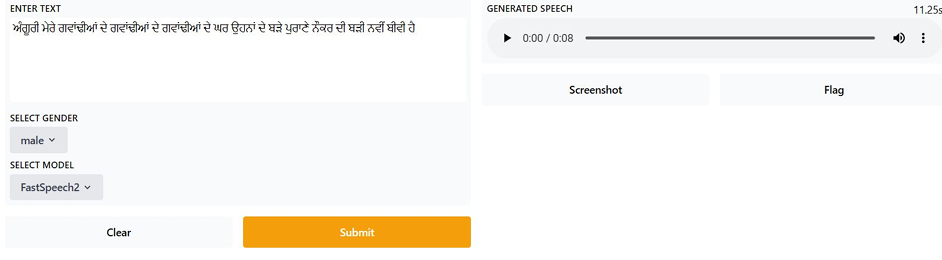 ENTER TEXT
ਅੰਗੂਰੀ ਮੇਰੇ ਗਵਾਂਢੀਆਂ ਦੇ ਗਵਾਂਢੀਆਂ ਦੇ ਗਵਾਂਢੀਆਂ ਦੇ ਘਰ ਉਹਨਾਂ ਦੇ ਬੜੇ ਪੁਰਾਣੇ ਨੌਕਰ ਦੀ ਬੜੀ ਨਵੀਂ ਬੀਵੀ ਹੈ
SELECT GENDER
male
SELECT MODEL
FastSpeech2
Clear
Submit
GENERATED SPEECH
11.25s
0:00 / 0:08
Screenshot
Flag